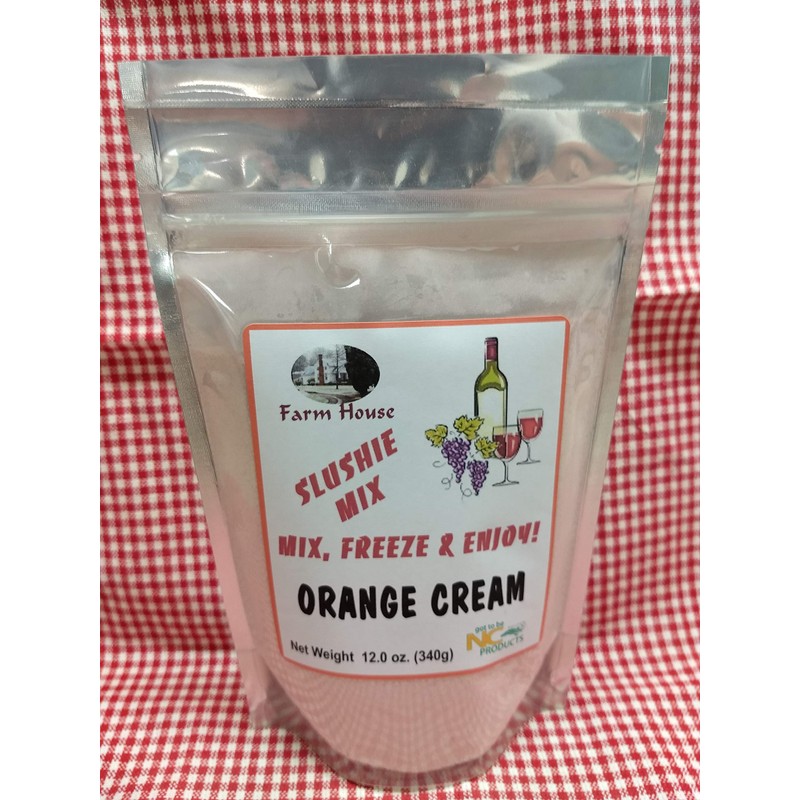 Farm House
SLUSHIE
MIX
MIX, FREEZE & ENJOY!
ORANGE CREAM
Net Weight 12.0 oz. (340g)
got to be
NC
PRODUCTS